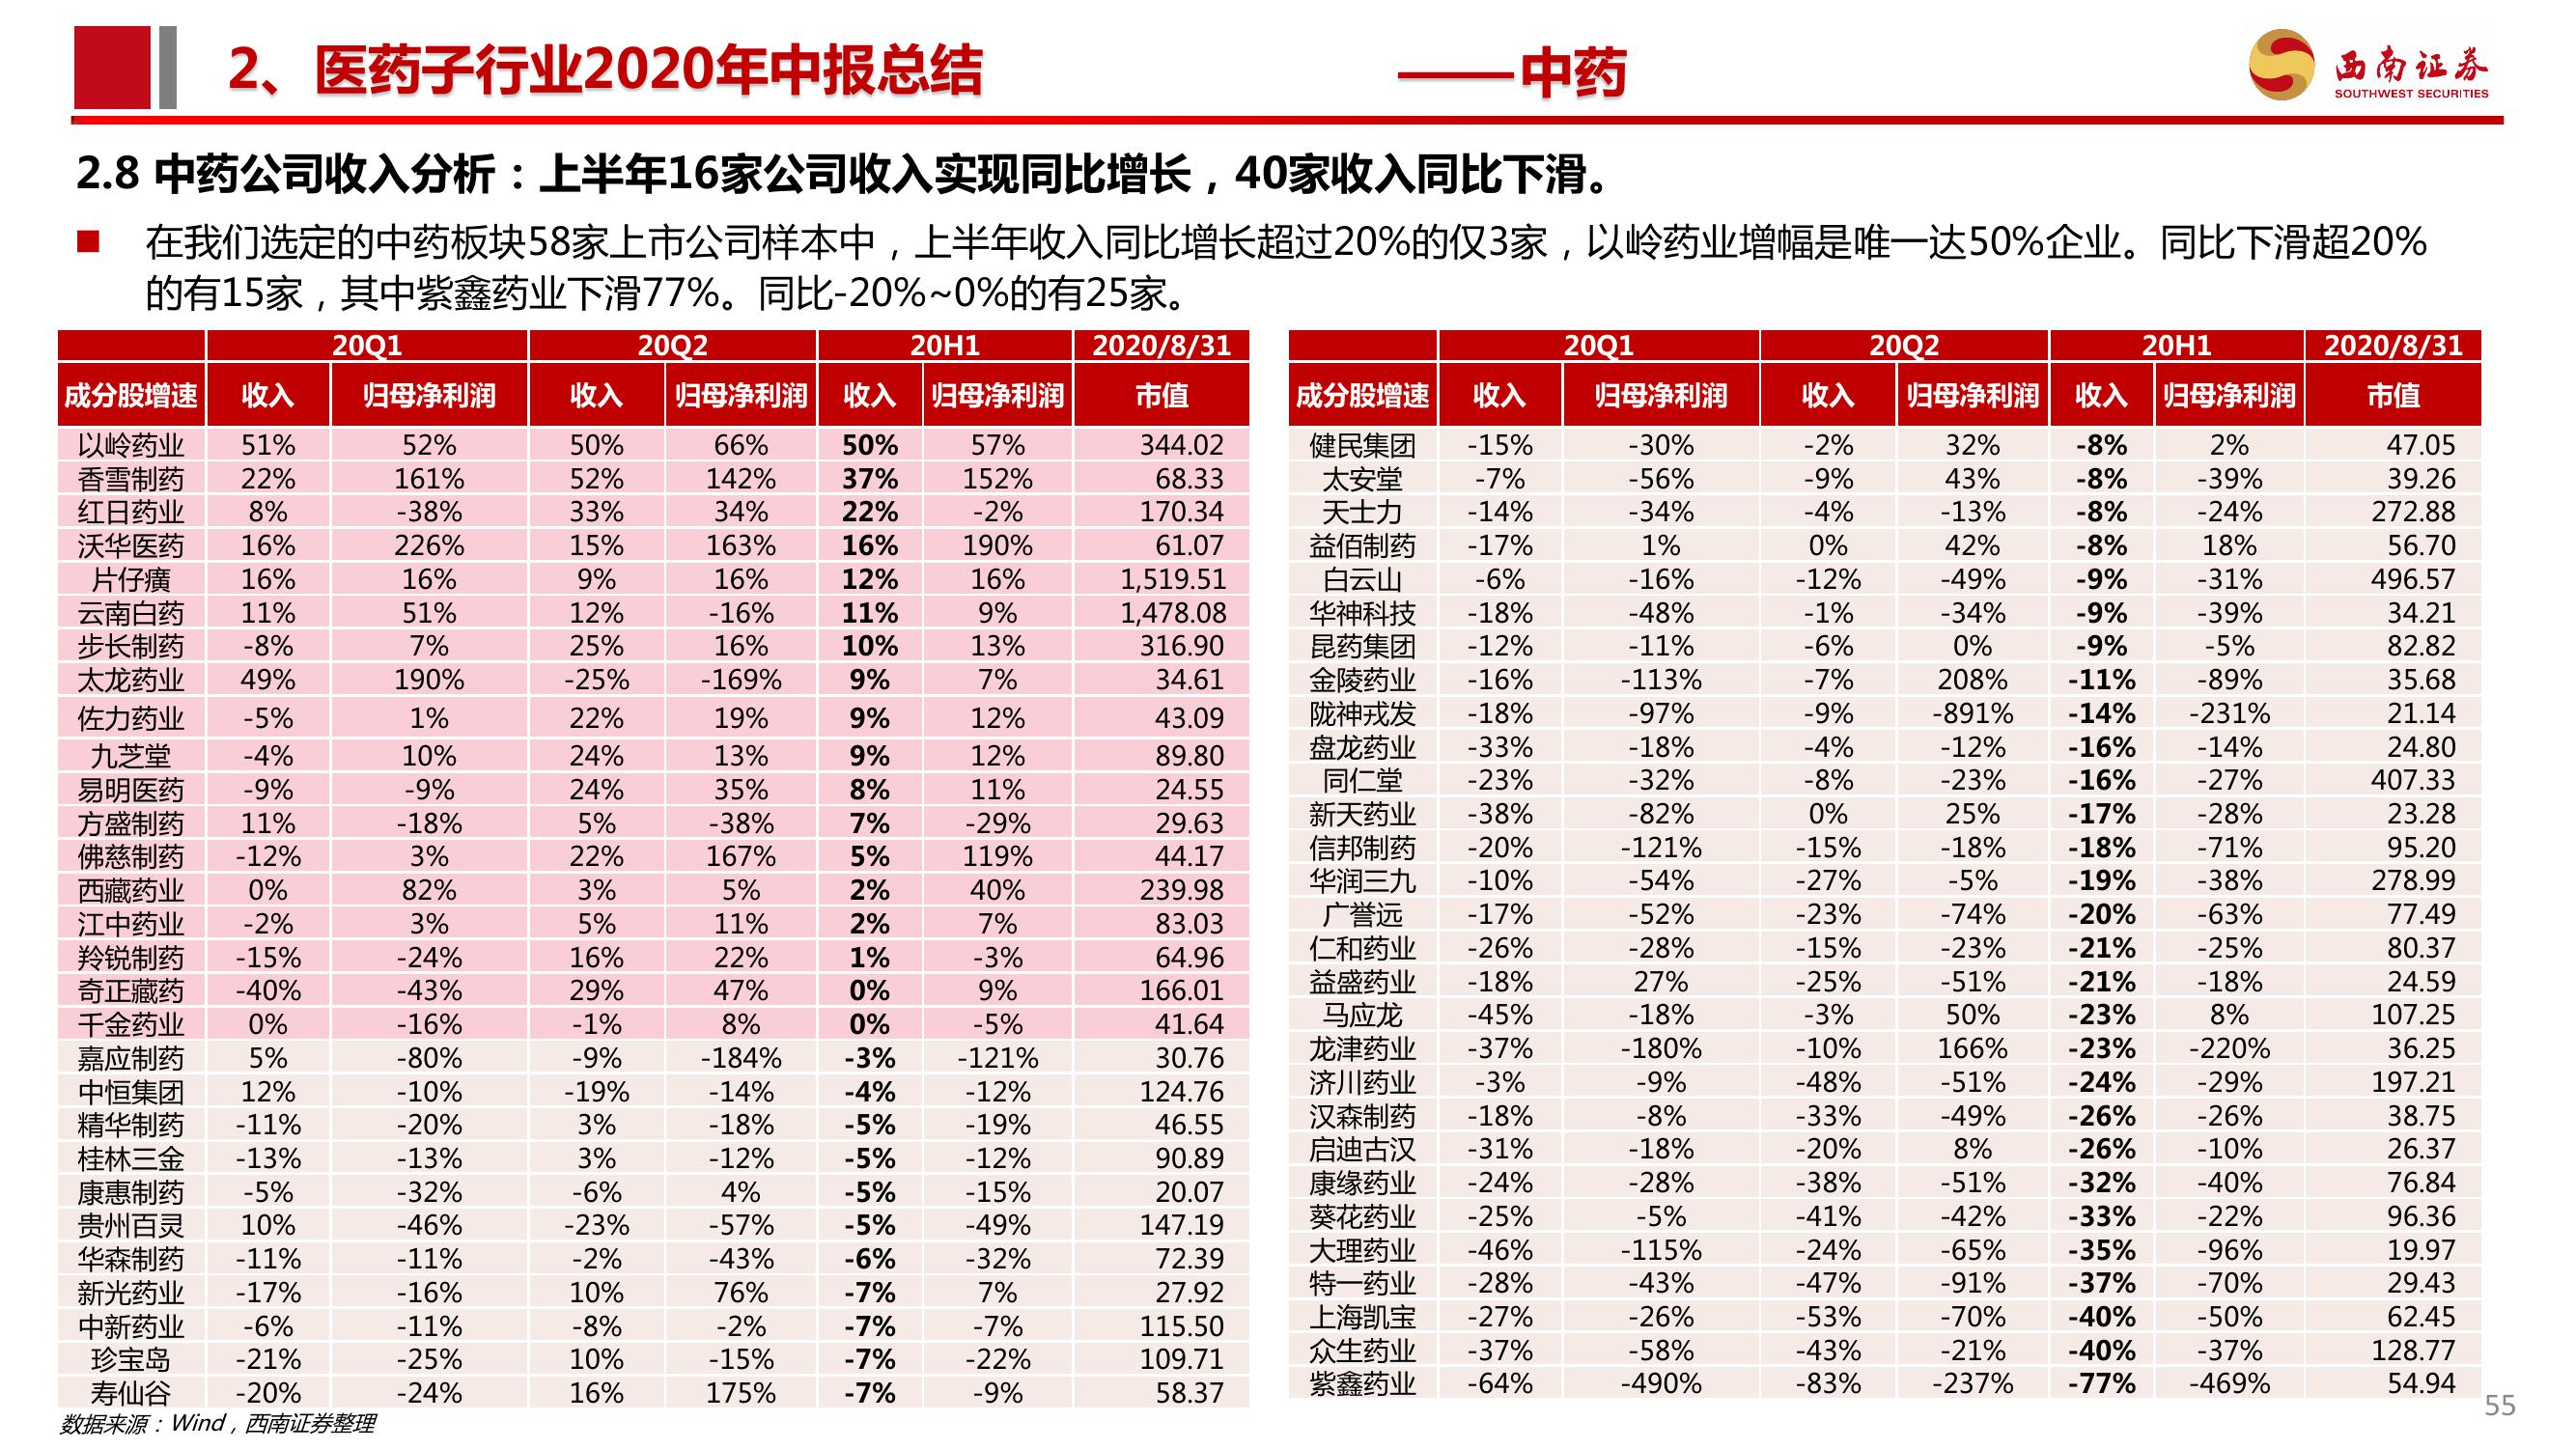 2、医药子行业2020年中报总结 ——中药
西南证券
SOUTHWEST SECURITIES
2.8 中药公司收入分析：上半年16家公司收入实现同比增长，40家收入同比下滑。
■ 在我们选定的中药板块58家上市公司样本中，上半年收入同比增长超过20%的仅3家，以岭药业增幅是唯一达50%企业。同比下滑超20%
的有15家，其中紫鑫药业下滑77%。同比-20%~0%的有25家。
20Q1 20Q2 20H1 2020/8/31
成分股增速 收入 归母净利润 收入 归母净利润 收入 归母净利润 市值
以岭药业 51% 52% 50% 66% 50% 57% 344.02
香雪制药 22% 161% 52% 142% 37% 152% 68.33
红日药业 8% -38% 33% 34% 22% -2% 170.34
沃华医药 16% 226% 15% 163% 16% 190% 61.07
片仔癀 16% 16% 9% 16% 12% 16% 1,519.51
云南白药 11% 51% 12% -16% 11% 9% 1,478.08
步长制药 -8% 7% 25% 16% 10% 13% 316.90
太龙药业 49% 190% -25% -169% 9% 7% 34.61
佐力药业 -5% 1% 22% 19% 9% 12% 43.09
九芝堂 -4% 10% 24% 13% 9% 12% 89.80
易明医药 -9% -9% 24% 35% 8% 11% 24.55
方盛制药 11% -18% 5% -38% 7% -29% 29.63
佛慈制药 -12% 3% 22% 167% 5% 119% 44.17
西藏药业 0% 82% 3% 5% 2% 40% 239.98
江中药业 -2% 3% 5% 11% 2% 7% 83.03
羚锐制药 -15% -24% 16% 22% 1% -3% 64.96
奇正藏药 -40% -43% 29% 47% 0% 9% 166.01
千金药业 0% -16% -1% 8% 0% -5% 41.64
嘉应制药 5% -80% -9% -184% -3% -121% 30.76
中恒集团 12% -10% -19% -14% -4% -12% 124.76
精华制药 -11% -20% 3% -18% -5% -19% 46.55
桂林三金 -13% -13% 3% -12% -5% -12% 90.89
康惠制药 -5% -32% -6% 4% -5% -15% 20.07
贵州百灵 10% -46% -23% -57% -5% -49% 147.19
华森制药 -11% -11% -2% -43% -6% -32% 72.39
新光药业 -17% -16% 10% 76% -7% 7% 27.92
中新药业 -6% -11% -8% -2% -7% -7% 115.50
珍宝岛 -21% -25% 10% -15% -7% -22% 109.71
寿仙谷 -20% -24% 16% 175% -7% -9% 58.37
20Q1 20Q2 20H1 2020/8/31
成分股增速 收入 归母净利润 收入 归母净利润 收入 归母净利润 市值
健民集团 -15% -30% -2% 32% -8% 2% 47.05
太安堂 -7% -56% -9% 43% -8% -39% 39.26
天士力 -14% -34% -4% -13% -8% -24% 272.88
益佰制药 -17% 1% 0% 42% -8% 18% 56.70
白云山 -6% -16% -12% -49% -9% -31% 496.57
华神科技 -18% -48% -1% -34% -9% -39% 34.21
昆药集团 -12% -11% -6% 0% -9% -5% 82.82
金陵药业 -16% -113% -7% 208% -11% -89% 35.68
陇神戎发 -18% -97% -9% -891% -14% -231% 21.14
盘龙药业 -33% -18% -4% -12% -16% -14% 24.80
同仁堂 -23% -32% -8% -23% -16% -27% 407.33
新天药业 -38% -82% 0% 25% -17% -28% 23.28
信邦制药 -20% -121% -15% -18% -18% -71% 95.20
华润三九 -10% -54% -27% -5% -19% -38% 278.99
广誉远 -17% -52% -23% -74% -20% -63% 77.49
仁和药业 -26% -28% -15% -23% -21% -25% 80.37
益盛药业 -18% 27% -25% -51% -21% -18% 24.59
马应龙 -45% -18% -3% 50% -23% 8% 107.25
龙津药业 -37% -180% -10% 166% -23% -220% 36.25
济川药业 -3% -9% -48% -51% -24% -29% 197.21
汉森制药 -18% -8% -33% -49% -26% -26% 38.75
启迪古汉 -31% -18% -20% 8% -26% -10% 26.37
康缘药业 -24% -28% -38% -51% -32% -40% 76.84
葵花药业 -25% -5% -41% -42% -33% -22% 96.36
大理药业 -46% -115% -24% -65% -35% -96% 19.97
特一药业 -28% -43% -47% -91% -37% -70% 29.43
上海凯宝 -27% -26% -53% -70% -40% -50% 62.45
众生药业 -37% -58% -43% -21% -40% -37% 128.77
紫鑫药业 -64% -490% -83% -237% -77% -469% 54.94
数据来源：Wind，西南证券整理
55